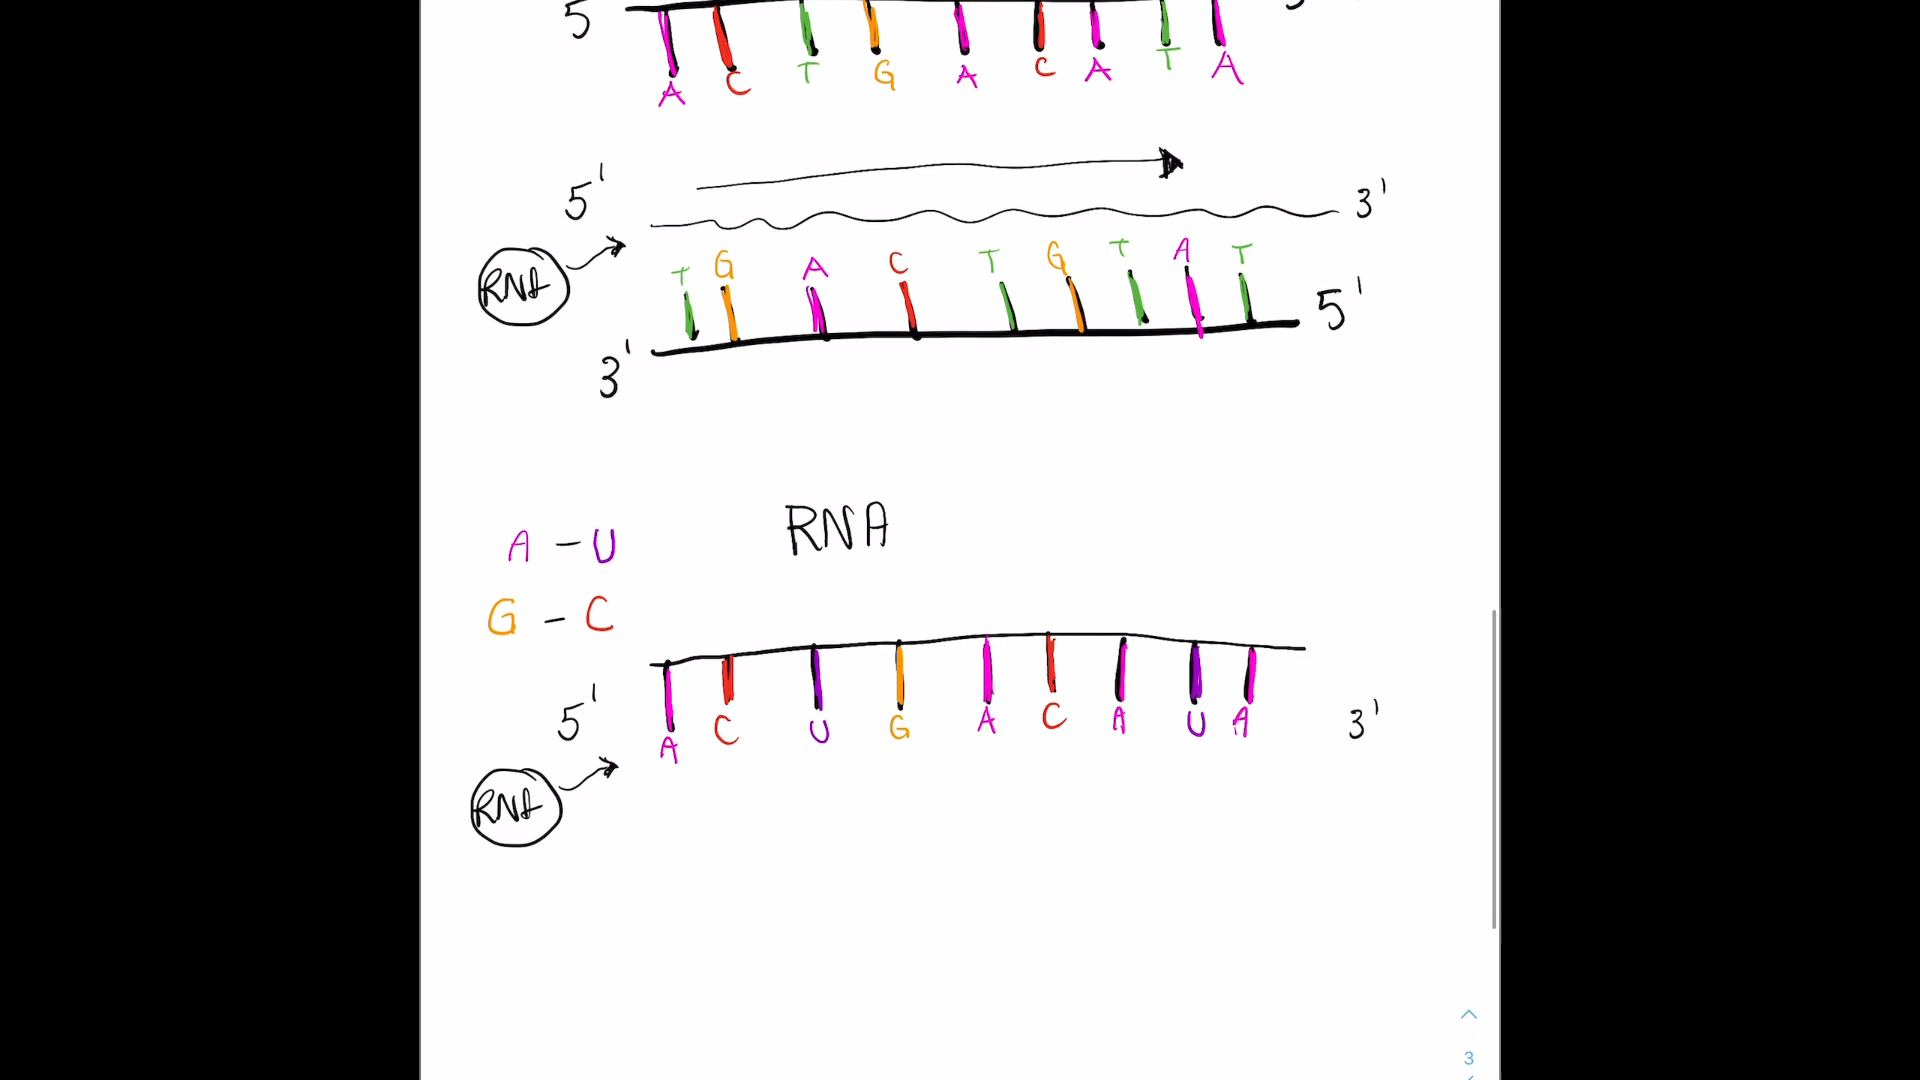 5
A C T G A C A T A
5' 3'
RNA
T G A C T G T A T
5'
3'
RNA
A - U
G - C
5' 3'
A C U G A C A U A
RNA
3